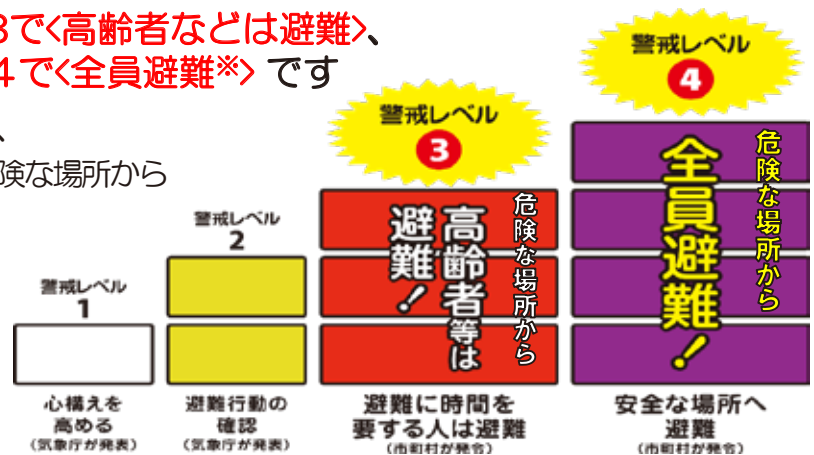 3で<高齢者などは避難>、
4で<全員避難※>です
、
険な場所から
警戒レベル
1
心構えを
高める
(気象庁が発表)
警戒レベル
2
避難行動の
確認
(気象庁が発表)
警戒レベル
3
危険な場所から
高齢者等は
避難!
避難に時間を
要する人は避難
(市町村が発令)
警戒レベル
4
危険な場所から
全員避難!
安全な場所へ
避難
(市町村が発令)